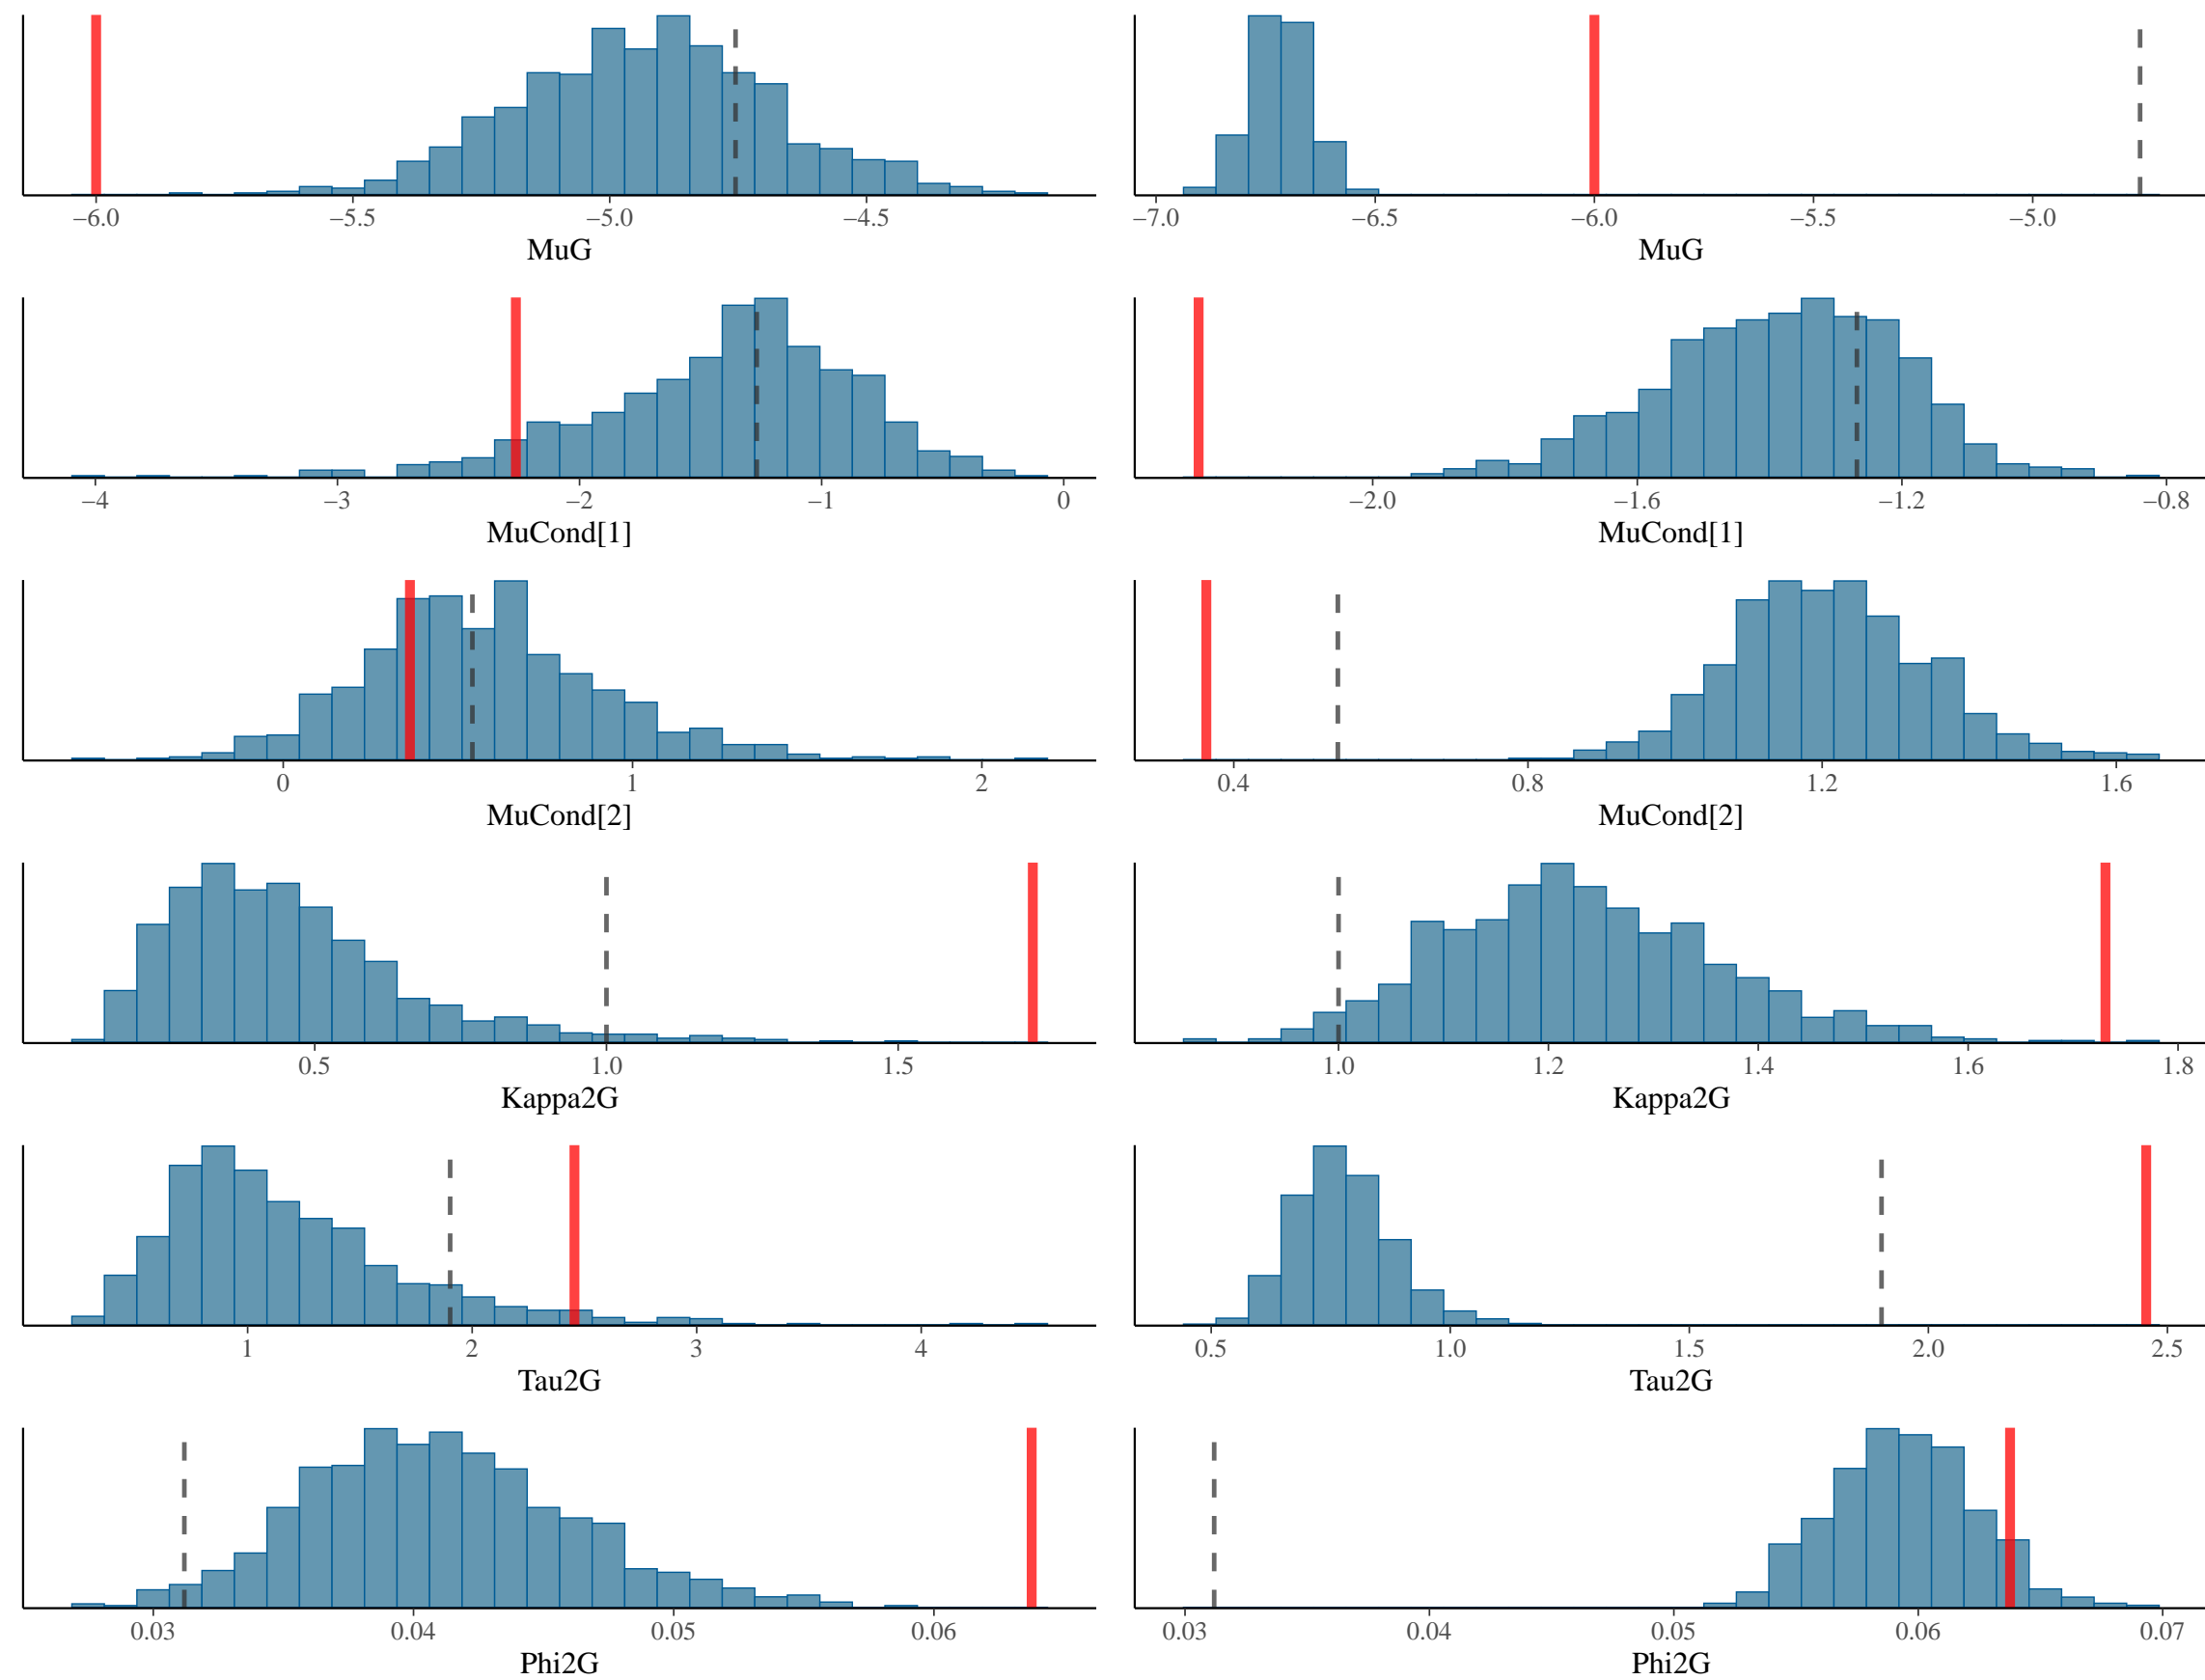 −6.0 −5.5 −5.0 −4.5
MuG
−7.0 −6.5 −6.0 −5.5 −5.0
MuG
−4 −3 −2 −1 0
MuCond[1]
−2.0 −1.6 −1.2 −0.8
MuCond[1]
0 1 2
MuCond[2]
0.4 0.8 1.2 1.6
MuCond[2]
0.5 1.0 1.5
Kappa2G
1.0 1.2 1.4 1.6 1.8
Kappa2G
1 2 3 4
Tau2G
0.5 1.0 1.5 2.0 2.5
Tau2G
0.03 0.04 0.05 0.06
Phi2G
0.03 0.04 0.05 0.06 0.07
Phi2G